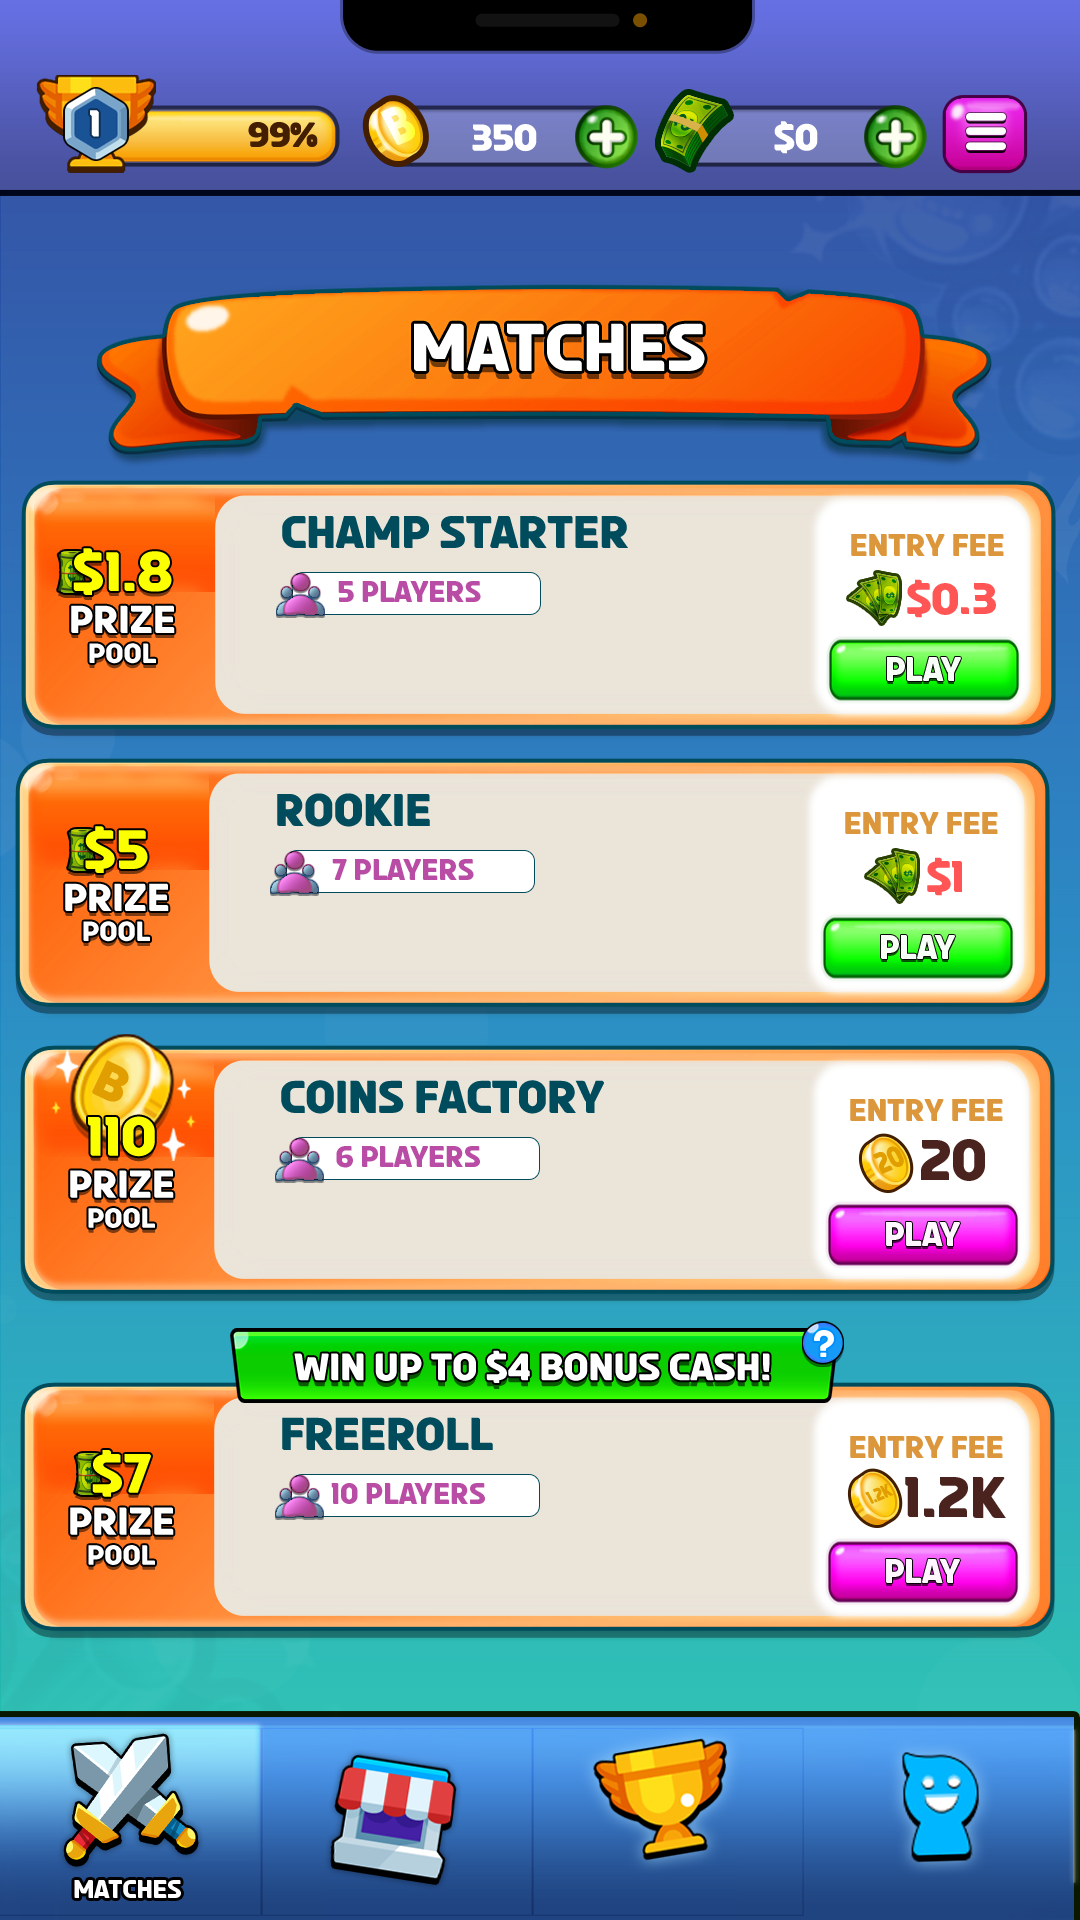 1
99%
B
350
$0
MATCHES
CHAMP STARTER
5 PLAYERS
$1.8
PRIZE
POOL
ENTRY FEE
$0.3
PLAY
ROOKIE
7 PLAYERS
$5
PRIZE
POOL
ENTRY FEE
$1
PLAY
COINS FACTORY
6 PLAYERS
B
110
PRIZE
POOL
ENTRY FEE
20
20
PLAY
WIN UP TO $4 BONUS CASH!
?
FREEROLL
10 PLAYERS
$7
PRIZE
POOL
ENTRY FEE
1.2K
1.2K
PLAY
MATCHES